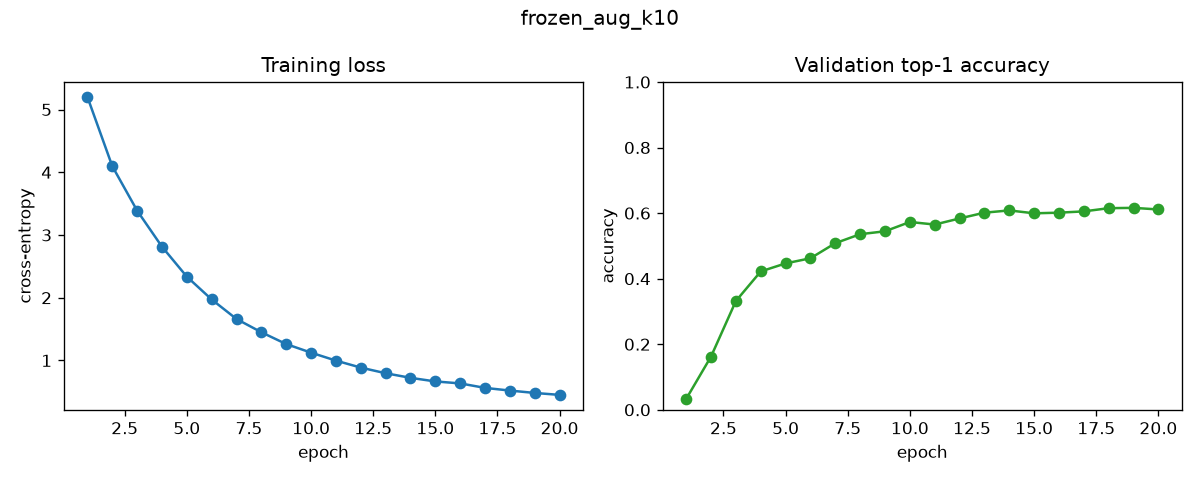 frozen_aug_k10
Training loss
cross-entropy
5
4
3
2
1
2.5 5.0 7.5 10.0 12.5 15.0 17.5 20.0
epoch
Validation top-1 accuracy
accuracy
1.0
0.8
0.6
0.4
0.2
0.0
2.5 5.0 7.5 10.0 12.5 15.0 17.5 20.0
epoch